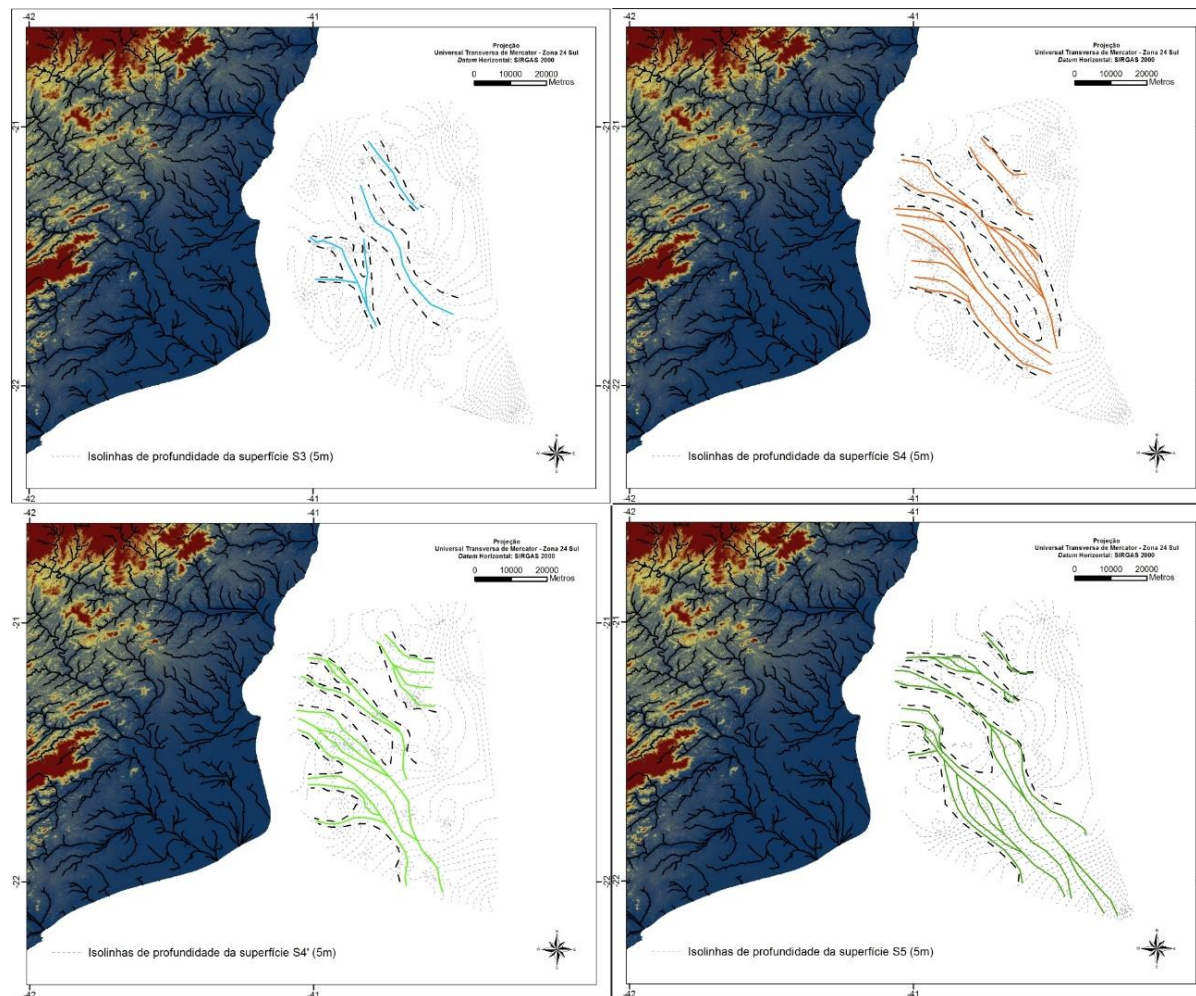 -42
-41
Projeção
Universal Transversa de Mercator - Zona 24 Sul
Datum Horizontal: SIRGAS 2000
0 10000 20000
Metros
-21
-22
Isolinhas de profundidade da superfície S3 (5m)
-42
-41
-42
-41
Projeção
Universal Transversa de Mercator - Zona 24 Sul
Datum Horizontal: SIRGAS 2000
0 10000 20000
Metros
-21
-22
Isolinhas de profundidade da superfície S4 (5m)
-42
-41
-42
-41
Projeção
Universal Transversa de Mercator - Zona 24 Sul
Datum Horizontal: SIRGAS 2000
0 10000 20000
Metros
-21
-22
Isolinhas de profundidade da superfície S4' (5m)
-42
-41
Projeção
Universal Transversa de Mercator - Zona 24 Sul
Datum Horizontal: SIRGAS 2000
0 10000 20000
Metros
-21
-22
Isolinhas de profundidade da superfície S5 (5m)